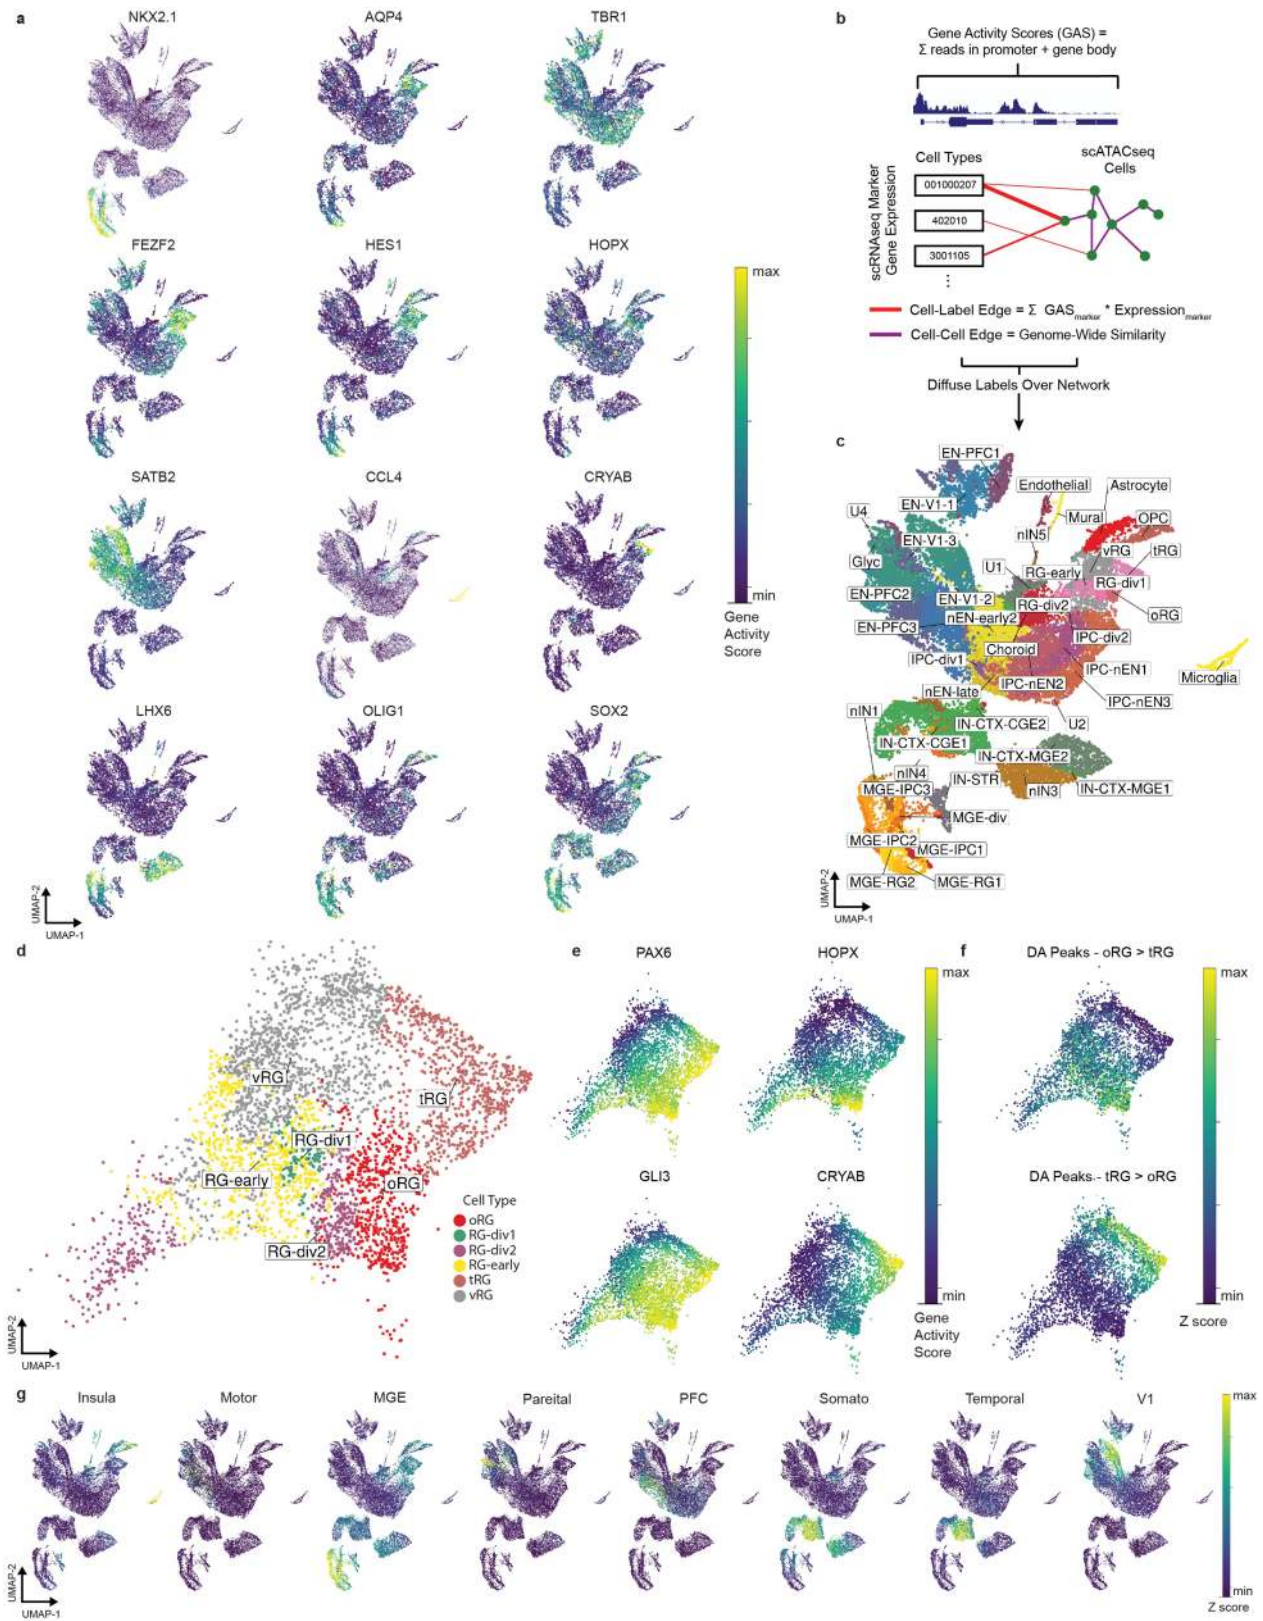 a
NKX2.1
AQP4
TBR1
FEZF2
HES1
HOPX
SATB2
CCL4
CRYAB
LHX6
OLIG1
SOX2
max
min
Gene
Activity
Score
UMAP-2
UMAP-1
b
Gene Activity Scores (GAS) =
Σ reads in promoter + gene body
Cell Types
scATACseq
Cells
scRNAseq Marker
Gene Expression
001000207
402010
3001105
...
Cell-Label Edge = Σ GASmarker * Expressionmarker
Cell-Cell Edge = Genome-Wide Similarity
Diffuse Labels Over Network
c
EN-PFC1
Endothelial
Astrocyte
EN-V1-1
U4
Mural
OPC
nIN5
EN-V1-3
vRG
tRG
Glyc
U1
RG-early
RG-div1
EN-PFC2
EN-V1-2
RG-div2
oRG
nEN-early2
EN-PFC3
IPC-div2
Choroid
IPC-div1
IPC-nEN1
Microglia
IPC-nEN2
nEN-late
IPC-nEN3
nIN1
IN-CTX-CGE2
U2
IN-CTX-CGE1
IN-CTX-MGE2
nIN4
IN-STR
MGE-IPC3
nIN3
IN-CTX-MGE1
MGE-div
MGE-IPC2
MGE-IPC1
MGE-RG2
MGE-RG1
UMAP-2
UMAP-1
d
vRG
tRG
RG-div1
RG-early
oRG
RG-div2
Cell Type
oRG
RG-div1
RG-div2
RG-early
tRG
vRG
UMAP-2
UMAP-1
e
PAX6
HOPX
GLI3
CRYAB
max
min
Gene
Activity
Score
f
DA Peaks - oRG > tRG
DA Peaks - tRG > oRG
max
min
Z score
g
Insula
Motor
MGE
Pareital
PFC
Somato
Temporal
V1
max
min
Z score
UMAP-2
UMAP-1